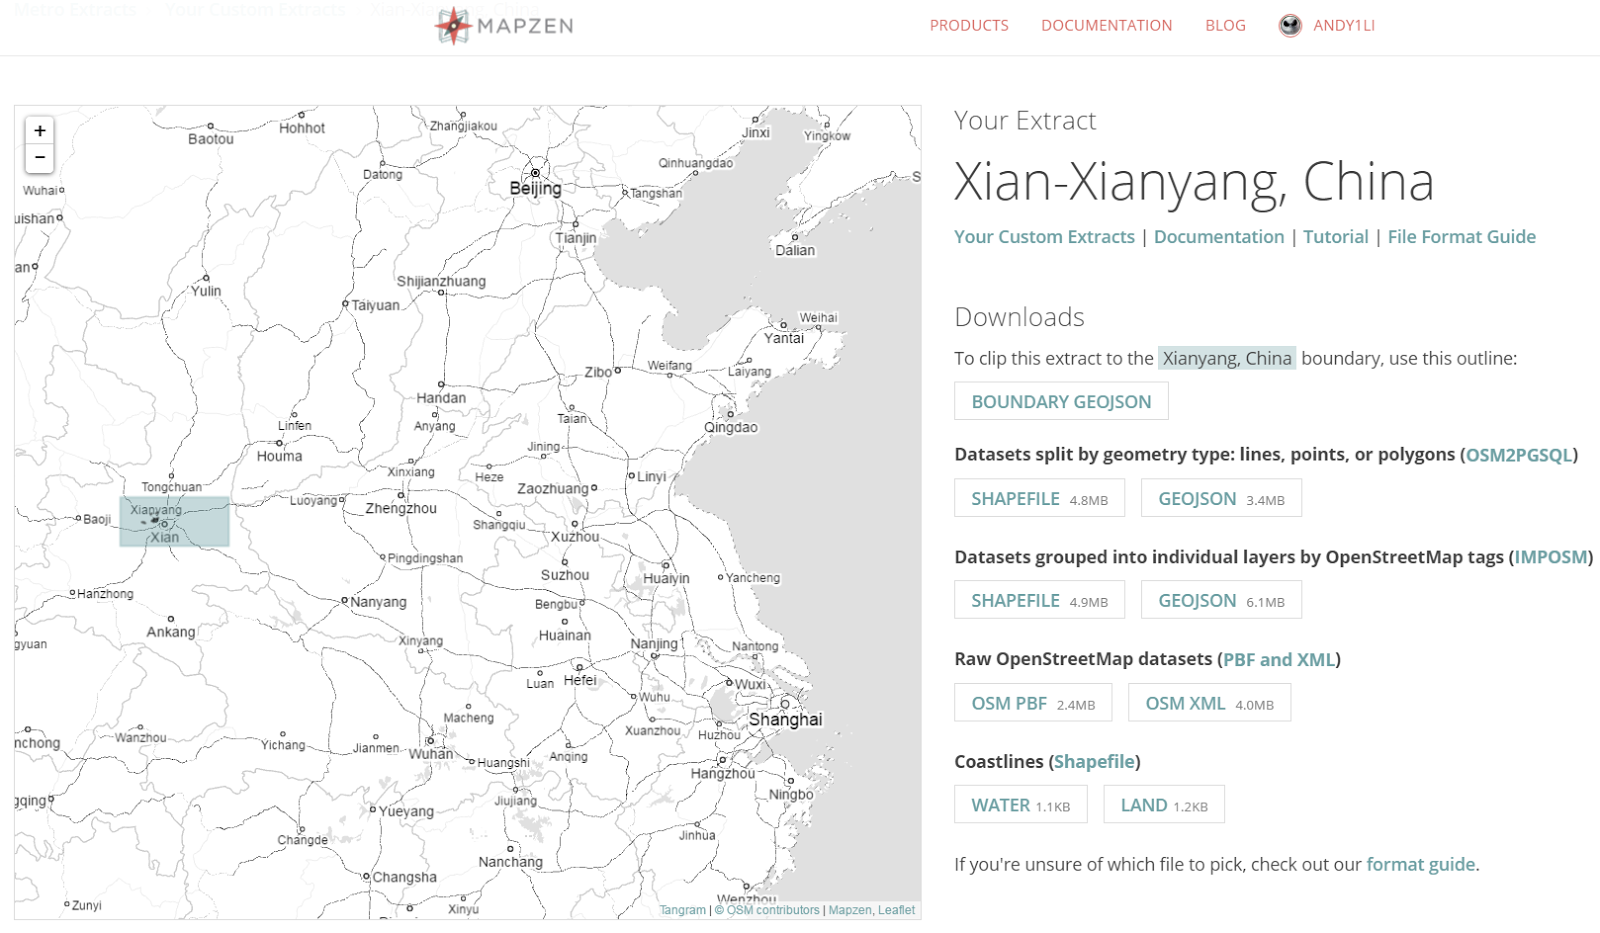 Metro Extracts › Your Custom Extracts › Xian-Xianyang, China
MAPZEN
PRODUCTS DOCUMENTATION BLOG ANDY1LI
+
−
Baotou
Hohhot
Zhangjiakou
Jinxi
Yingkow
Datong
Qinhuangdao
Wuhai
Beijing
Tangshan
uishan
Tianjin
Dalian
an
Yulin
Shijianzhuang
Taiyuan
Weihai
Yantai
Zibo
Weifang
Laiyang
Handan
Linfen
Anyang
Taian
Qingdao
Houma
Jining
Xinxiang
Heze
Linyi
Tongchuan
Zaozhuang
Luoyang
Zhengzhou
Xianyang
Baoji
Shangqiu
Xian
Xuzhou
Pingdingshan
Suzhou
Huaiyin
Yancheng
Hanzhong
Nanyang
Bengbu
Ankang
Huainan
gyuan
Xinyang
Nanjing
Nantong
Luan
Hefei
Wuxi
Wuhu
Macheng
Shanghai
nchong
Wanzhou
Yichang
Jianmen
Xuanzhou
Huzhou
Wuhan
Anqing
Huangshi
Hangzhou
gqing
Jiujiang
Ningbo
Yueyang
Changde
Jinhua
Nanchang
Changsha
Zunyi
Xinyu
Wenzhou
Tangram | © OSM contributors | Mapzen, Leaflet
Your Extract
Xian-Xianyang, China
Your Custom Extracts | Documentation | Tutorial | File Format Guide
Downloads
To clip this extract to the Xianyang, China boundary, use this outline:
BOUNDARY GEOJSON
Datasets split by geometry type: lines, points, or polygons (OSM2PGSQL)
SHAPEFILE 4.8MB GEOJSON 3.4MB
Datasets grouped into individual layers by OpenStreetMap tags (IMPOSM)
SHAPEFILE 4.9MB GEOJSON 6.1MB
Raw OpenStreetMap datasets (PBF and XML)
OSM PBF 2.4MB OSM XML 4.0MB
Coastlines (Shapefile)
WATER 1.1KB LAND 1.2KB
If you're unsure of which file to pick, check out our format guide.